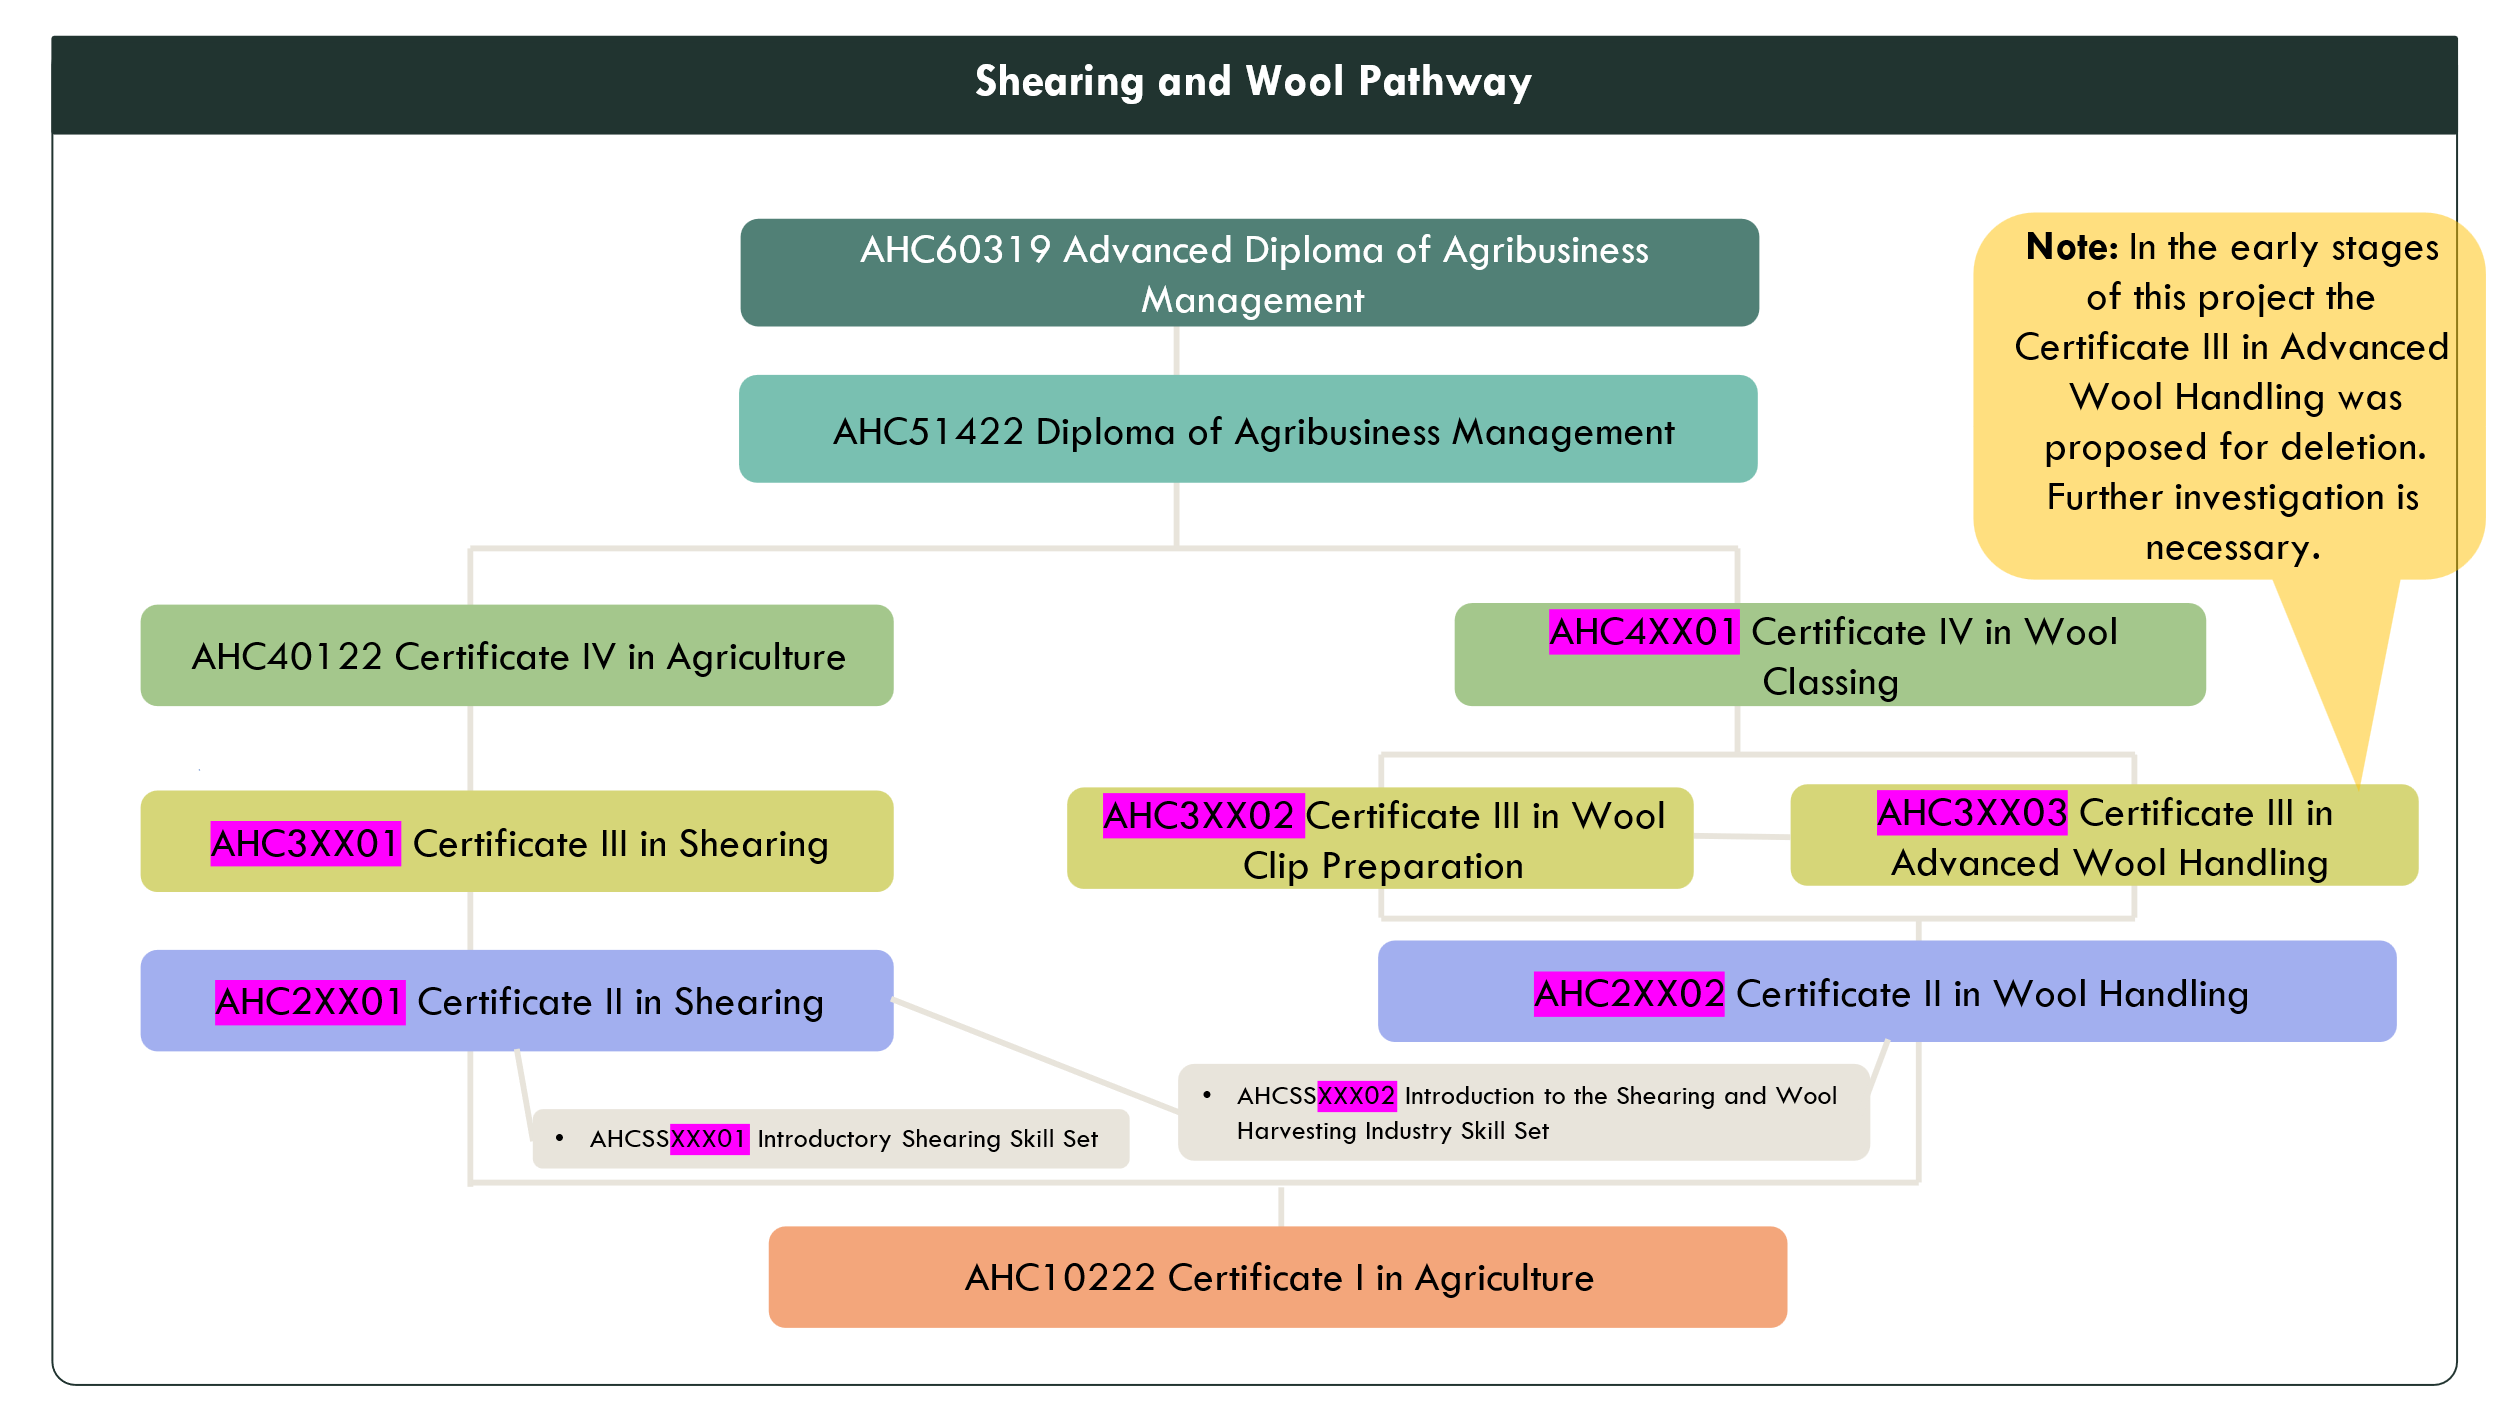 Shearing and Wool Pathway
AHC60319 Advanced Diploma of Agribusiness
Management
Note: In the early stages
of this project the
Certificate III in Advanced
Wool Handling was
proposed for deletion.
Further investigation is
necessary.
AHC51422 Diploma of Agribusiness Management
AHC40122 Certificate IV in Agriculture
AHC4XX01 Certificate IV in Wool
Classing
AHC3XX01 Certificate III in Shearing
AHC3XX02 Certificate III in Wool
Clip Preparation
AHC3XX03 Certificate III in
Advanced Wool Handling
AHC2XX01 Certificate II in Shearing
AHC2XX02 Certificate II in Wool Handling
• AHCSSXXX01 Introductory Shearing Skill Set
• AHCSSXXX02 Introduction to the Shearing and Wool
Harvesting Industry Skill Set
AHC10222 Certificate I in Agriculture